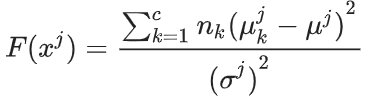 F(x^j) = \frac{\sum_{k=1}^{c} n_k (\mu_k^j - \mu^j)^2}{(\sigma^j)^2}